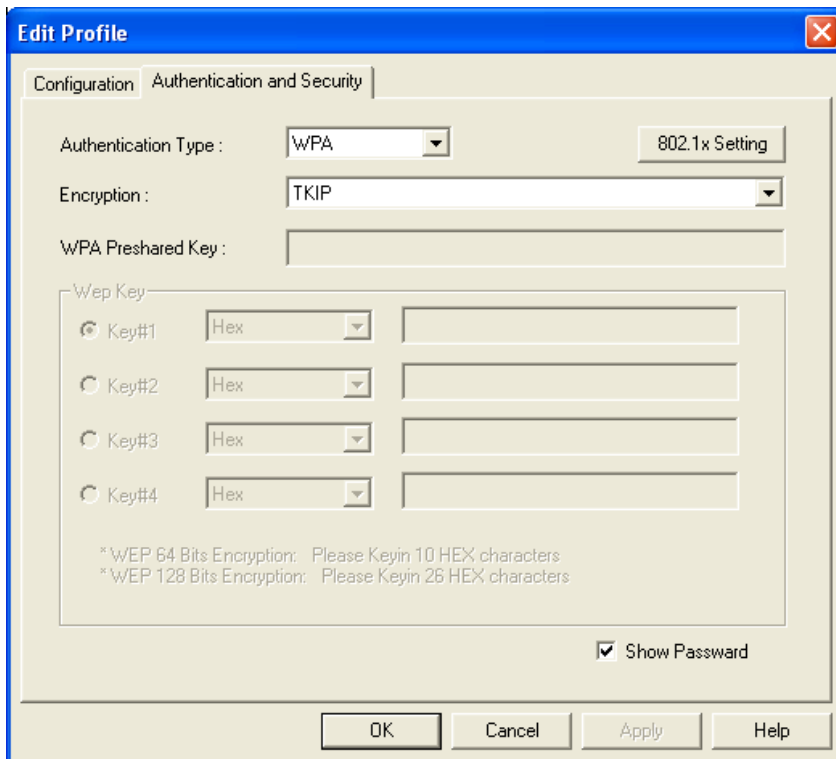 Edit Profile
Configuration
Authentication and Security
Authentication Type :
WPA
802.1x Setting
Encryption :
TKIP
WPA Preshared Key :
Wep Key
Key#1
Hex
Key#2
Hex
Key#3
Hex
Key#4
Hex
* WEP 64 Bits Encryption: Please Keyin 10 HEX characters
* WEP 128 Bits Encryption: Please Keyin 26 HEX characters
Show Passward
OK
Cancel
Apply
Help